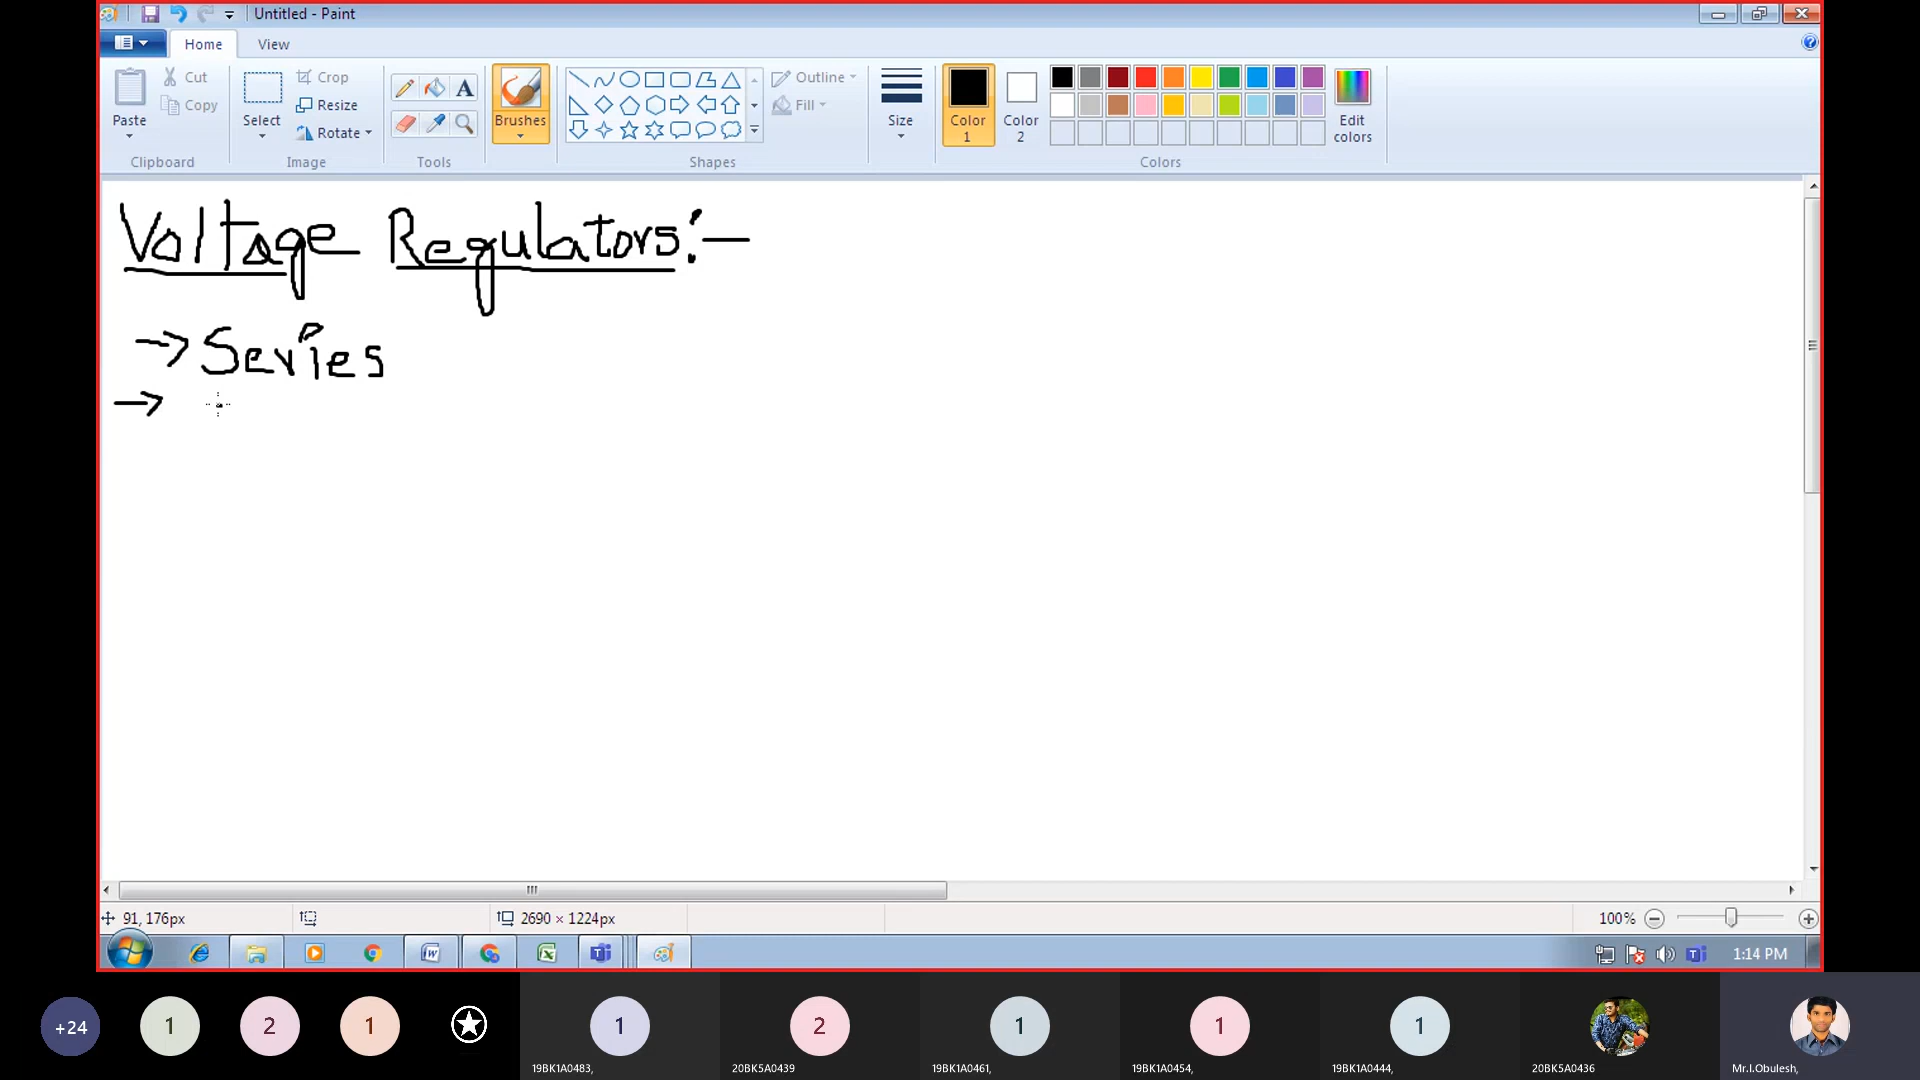 Untitled - Paint
Home View
Cut Crop Outline Edit colors
Paste Copy Select Resize Rotate Brushes Fill Size Color 1 Color 2
Clipboard Image Tools Shapes Colors
Voltage Regulators:-
→ Series
→
91, 176px 2690 × 1224px 100%
1:14 PM
+24 1 2 1 1 2 1 1 1
19BK1A0483, 20BK5A0439 19BK1A0461, 19BK1A0454, 19BK1A0444, 20BK5A0436 Mr.I.Obulesh,